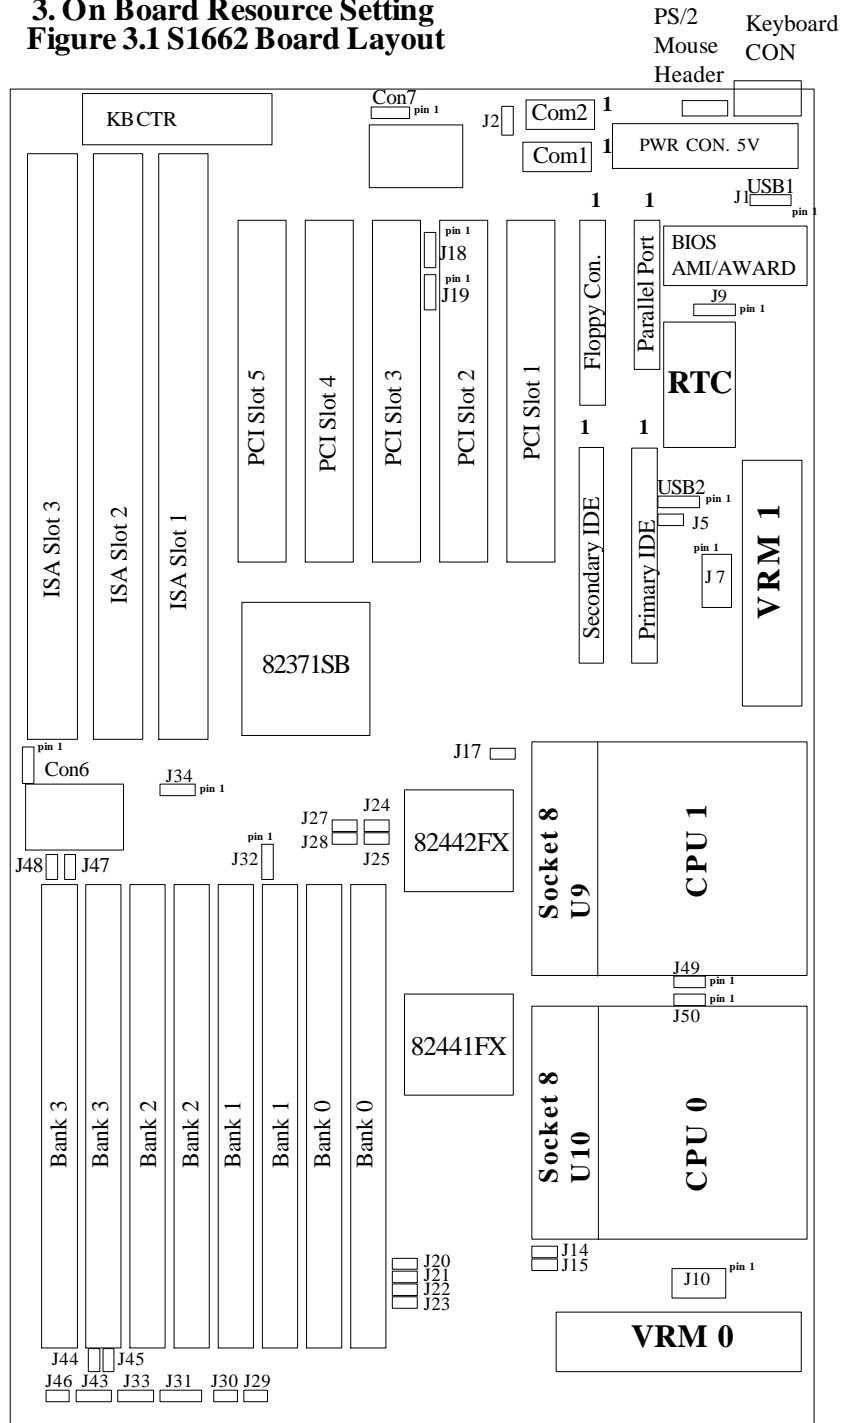 3. On Board Resource Setting
Figure 3.1 S1662 Board Layout
PS/2
Mouse
Header
Keyboard
CON
KBCTR
Con7
pin 1
J2
Com2
1
Com1
1
PWR CON. 5V
USB1
J1
pin 1
1
1
BIOS
AMI/AWARD
pin 1
J18
pin 1
J19
J9
pin 1
RTC
Floppy Con.
Parallel Port
PCI Slot 5
PCI Slot 4
PCI Slot 3
PCI Slot 2
PCI Slot 1
1
1
ISA Slot 3
ISA Slot 2
ISA Slot 1
Secondary IDE
Primary IDE
USB2
pin 1
J5
pin 1
J7
VRM 1
82371SB
pin 1
Con6
J34
pin 1
J17
J27
J24
J28
J25
pin 1
J32
J48
J47
82442FX
Socket 8
U9
CPU 1
J49
pin 1
pin 1
J50
82441FX
Socket 8
U10
CPU 0
Bank 3
Bank 3
Bank 2
Bank 2
Bank 1
Bank 1
Bank 0
Bank 0
J20
J21
J22
J23
J14
J15
J10
pin 1
VRM 0
J44
J45
J46
J43
J33
J31
J30
J29